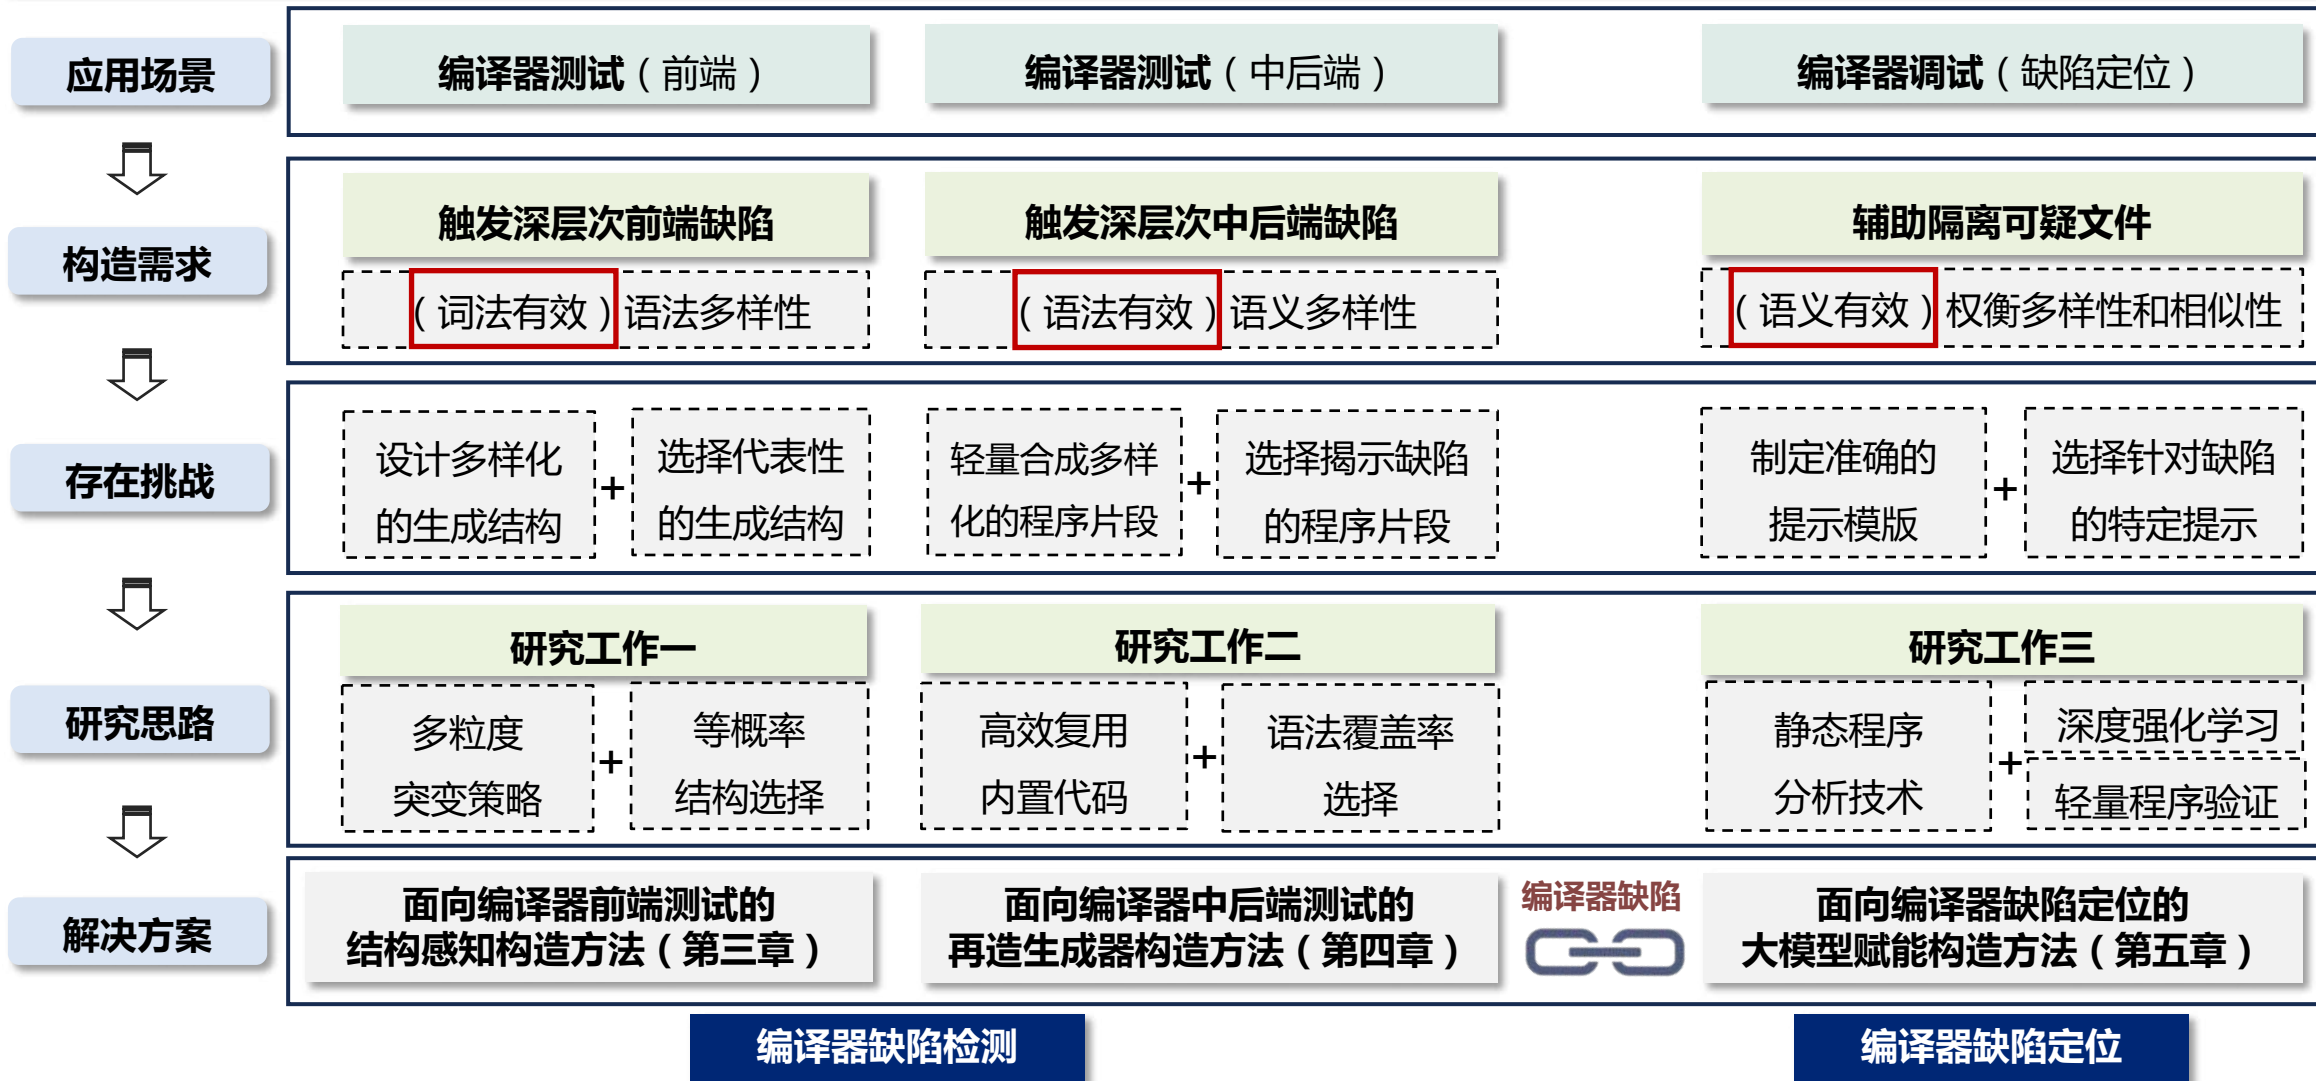 应用场景
编译器测试（前端）
编译器测试（中后端）
编译器调试（缺陷定位）
构造需求
触发深层次前端缺陷
（词法有效）语法多样性
触发深层次中后端缺陷
（语法有效）语义多样性
辅助隔离可疑文件
（语义有效）权衡多样性和相似性
存在挑战
设计多样化
的生成结构
+
选择代表性
的生成结构
轻量合成多样
化的程序片段
+
选择揭示缺陷
的程序片段
制定准确的
提示模版
+
选择针对缺陷
的特定提示
研究思路
研究工作一
多粒度
突变策略
+
等概率
结构选择
研究工作二
高效复用
内置代码
+
语法覆盖率
选择
研究工作三
静态程序
分析技术
+
深度强化学习
轻量程序验证
解决方案
面向编译器前端测试的
结构感知构造方法（第三章）
面向编译器中后端测试的
再造生成器构造方法（第四章）
编译器缺陷
面向编译器缺陷定位的
大模型赋能构造方法（第五章）
编译器缺陷检测
编译器缺陷定位